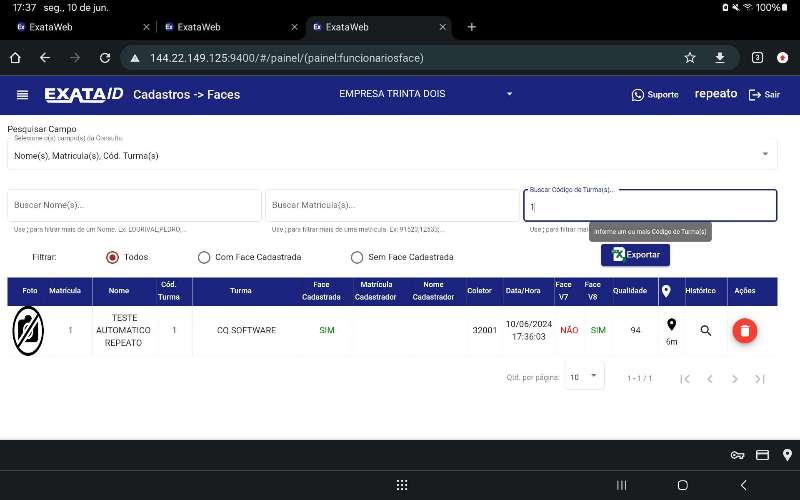 17:37 seg., 10 de jun.
100%
ExataWeb
ExataWeb
ExataWeb
144.22.149.125:9400/#/painel/(painel:funcionariosface)
3
EXATA ID Cadastros -> Faces
EMPRESA TRINTA DOIS
Suporte
repeato
Sair
Pesquisar Campo
Selecione o(s) campo(s) da Consulta
Nome(s), Matricula(s), Cód. Turma(s)
Buscar Nome(s)...
Buscar Matricula(s)...
Buscar Código de Turma(s)...
1
Use ; para filtrar mais de um Nome. Ex: LOURIVAL;PEDRO;...
Use ; para filtrar mais de uma matricula. Ex: 91523;12533;...
Use ; para filtrar mais
Informe um ou mais Código de Turma(s)
Filtrar:
Todos
Com Face Cadastrada
Sem Face Cadastrada
Exportar
Foto
Matricula
Nome
Cód. Turma
Turma
Face Cadastrada
Matrícula Cadastrador
Nome Cadastrador
Coletor
Data/Hora
Face V7
Face V8
Qualidade
Histórico
Ações
1
TESTE AUTOMATICO REPEATO
1
CQ.SOFTWARE
SIM
32001
10/06/2024 17:36:03
NÃO
SIM
94
6m
Qtd. por página:
10
1 - 1 / 1